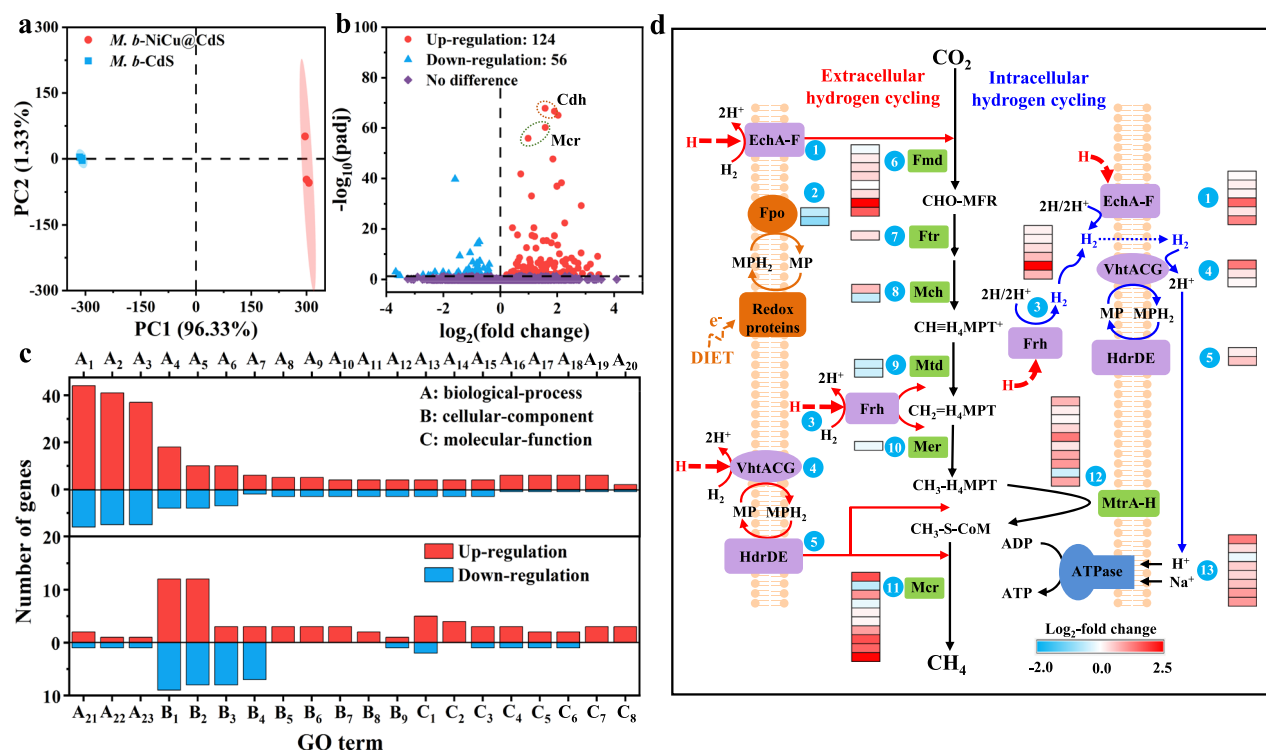 a
300
150
0
-150
-300
PC2 (1.33%)
M. b-NiCu@CdS
M. b-CdS
-300
-150
0
150
300
PC1 (96.33%)
b
100
80
60
40
20
0
-log10(padj)
Up-regulation: 124
Down-regulation: 56
No difference
Cdh
Mcr
-4
-2
0
2
4
log2(fold change)
c
A1 A2 A3 A4 A5 A6 A7 A8 A9 A10 A11 A12 A13 A14 A15 A16 A17 A18 A19 A20
40
20
0
A: biological-process
B: cellular-component
C: molecular-function
Number of genes
20
10
0
10
Up-regulation
Down-regulation
A21 A22 A23 B1 B2 B3 B4 B5 B6 B7 B8 B9 C1 C2 C3 C4 C5 C6 C7 C8
GO term
d
CO2
Extracellular
hydrogen cycling
Intracellular
hydrogen cycling
2H+
H
H2
EchA-F
1
6
Fmd
CHO-MFR
2
Fpo
7
Ftr
MPH2
MP
8
Mch
Redox
proteins
e-
DIET
CH≡H4MPT+
9
Mtd
2H+
H
3
H2
Frh
CH2=H4MPT
10
Mer
2H+
H
H2
VhtACG
4
CH3-H4MPT
MP
MPH2
CH3-S-CoM
HdrDE
5
11
Mcr
CH4
H
EchA-F
1
2H/2H+
H2
H2
VhtACG
4
2H+
2H/2H+
3
H2
Frh
H
MP
MPH2
HdrDE
5
12
MtrA-H
ADP
ATP
ATPase
H+
Na+
13
Log2-fold change
-2.0
0.0
2.5